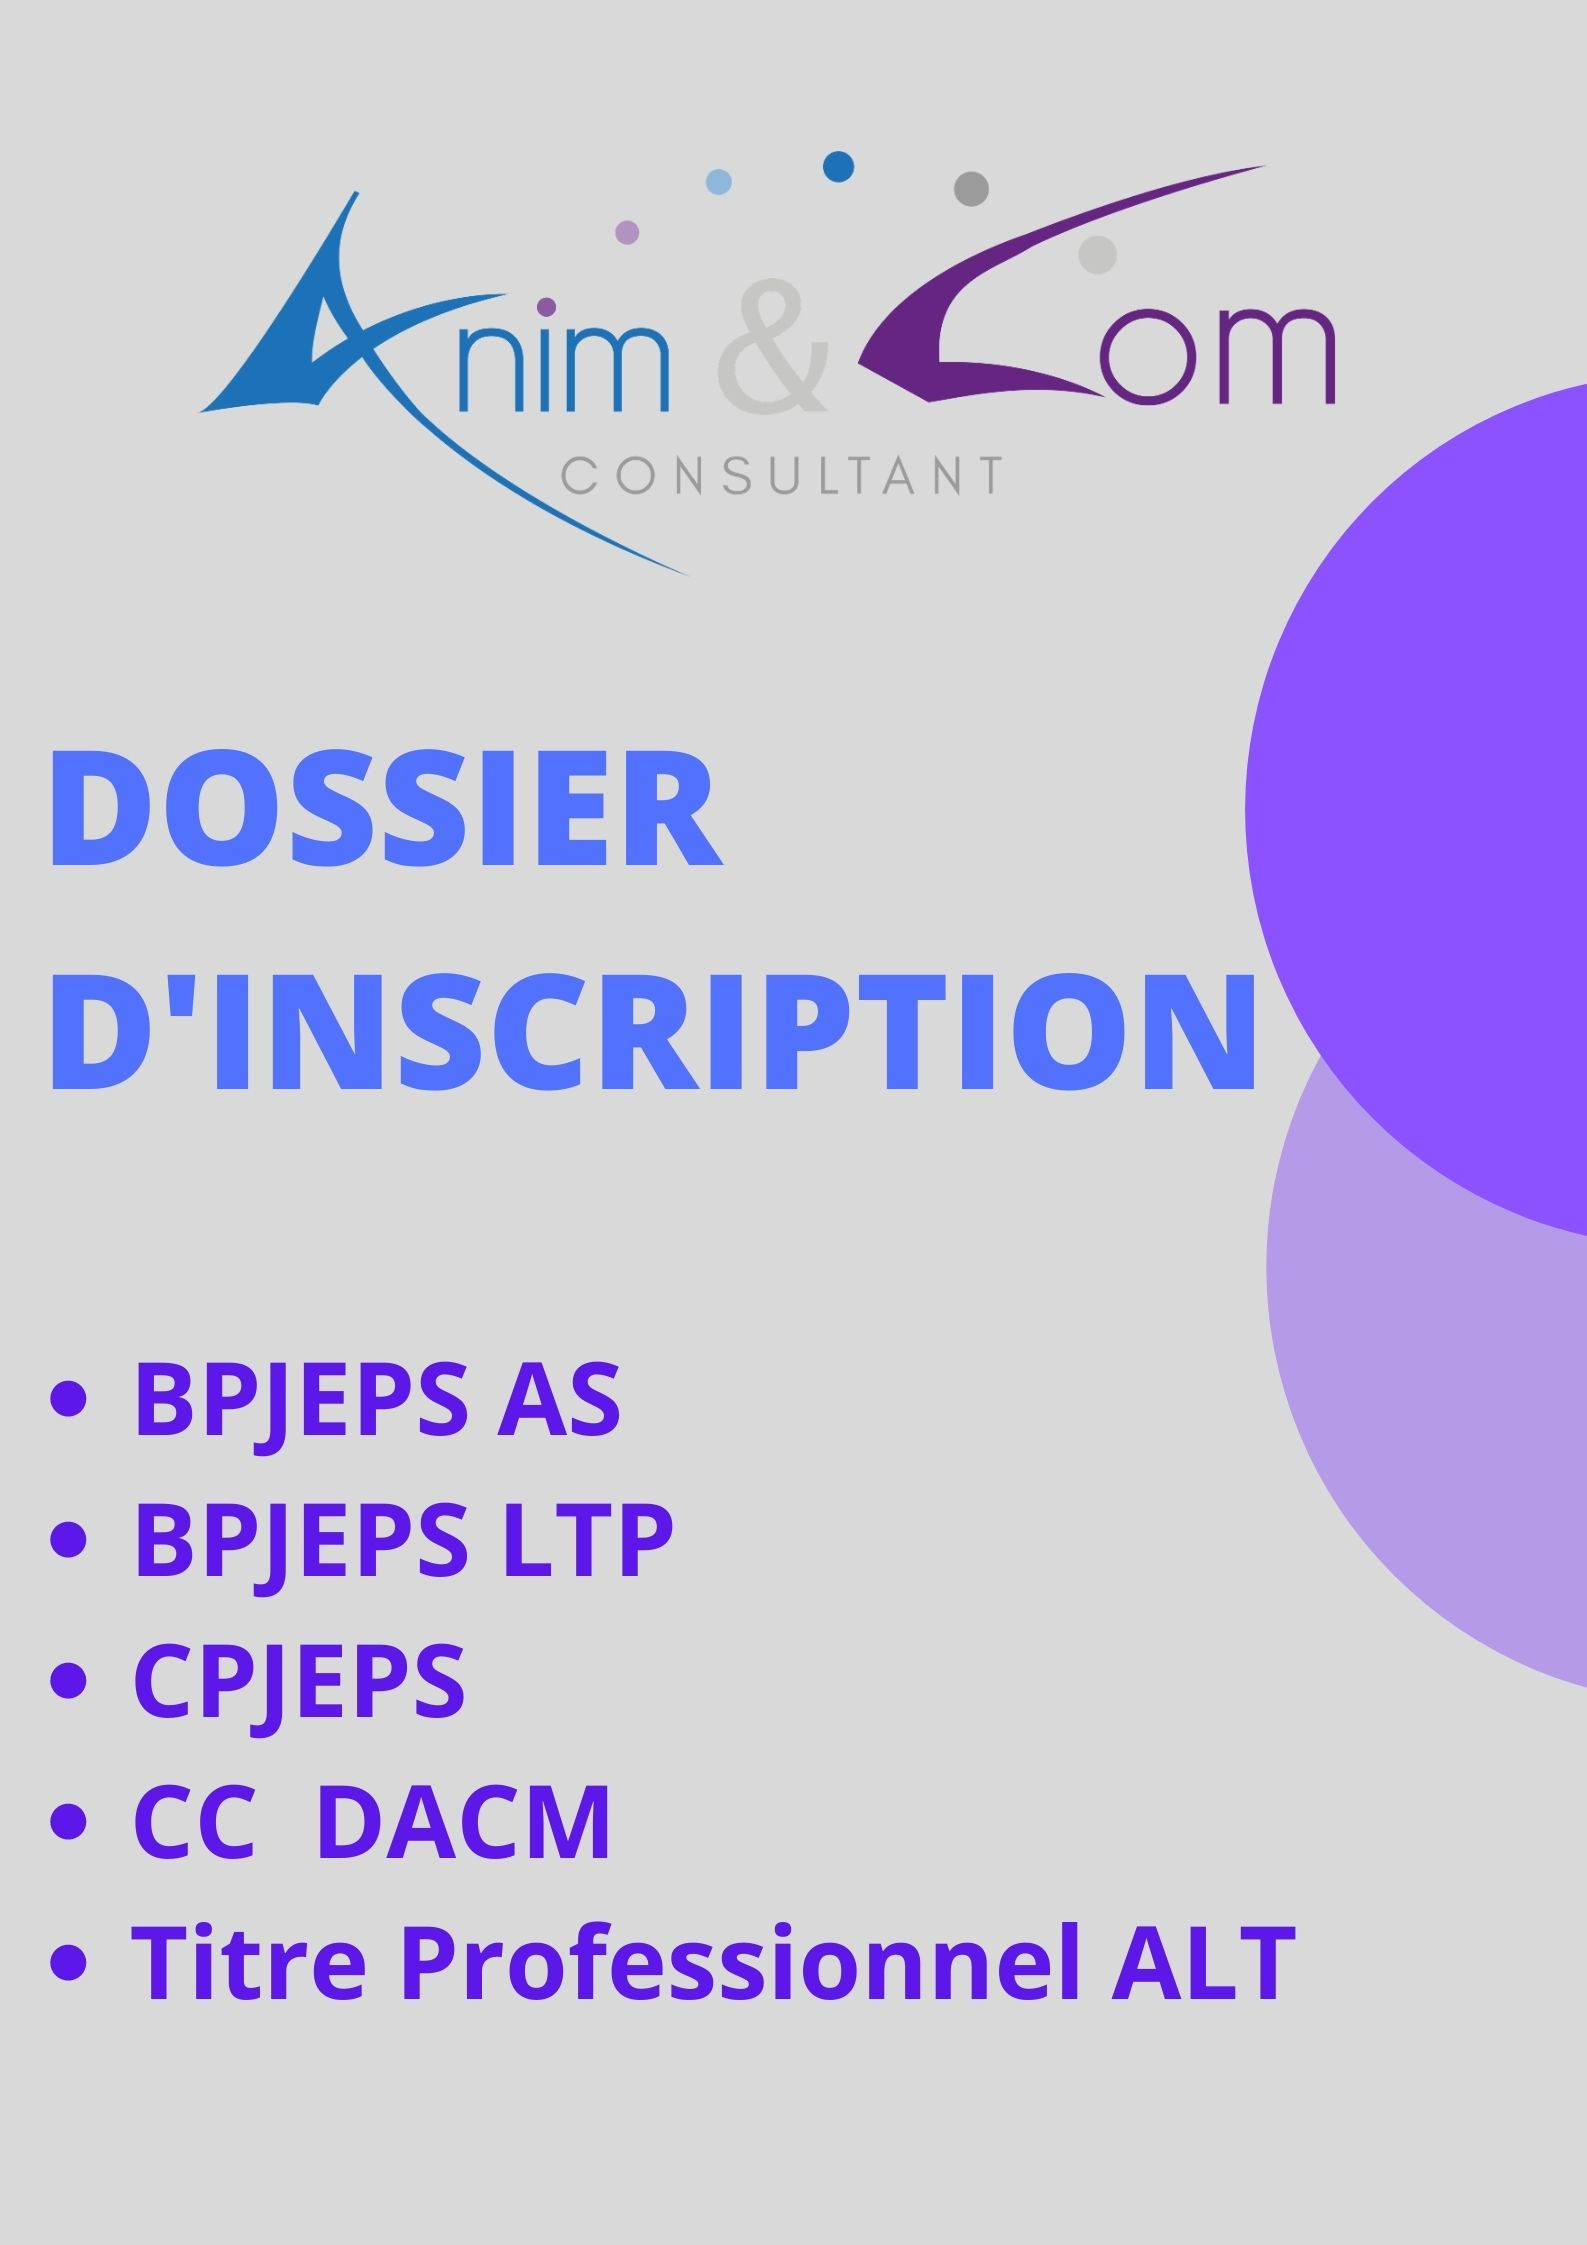 Anim & Com
CONSULTANT
DOSSIER
D'INSCRIPTION
• BPJEPS AS
• BPJEPS LTP
• CPJEPS
• CC  DACM
• Titre Professionnel ALT